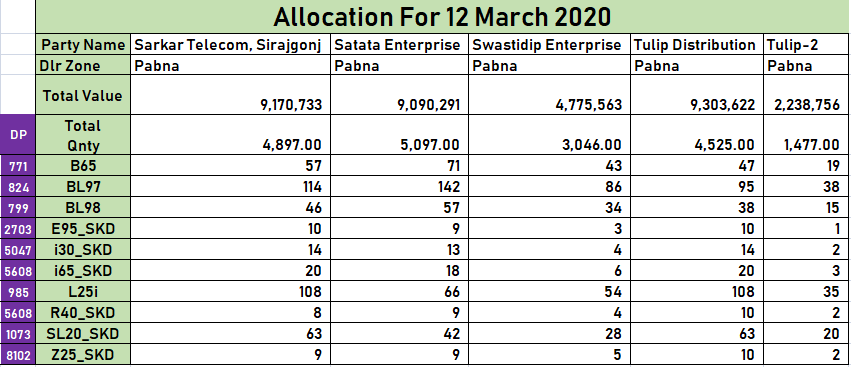 Allocation For 12 March 2020
Party Name Sarkar Telecom, Sirajgonj Satata Enterprise Swastidip Enterprise Tulip Distribution Tulip-2
Dlr Zone Pabna Pabna Pabna Pabna Pabna
Total Value 9,170,733 9,090,291 4,775,563 9,303,622 2,238,756
DP Total Qnty 4,897.00 5,097.00 3,046.00 4,525.00 1,477.00
771 B65 57 71 43 47 19
824 BL97 114 142 86 95 38
799 BL98 46 57 34 38 15
2703 E95_SKD 10 9 3 10 1
5047 i30_SKD 14 13 4 14 2
5608 i65_SKD 20 18 6 20 3
985 L25i 108 66 54 108 35
5608 R40_SKD 8 9 4 10 2
1073 SL20_SKD 63 42 28 63 20
8102 Z25_SKD 9 9 5 10 2